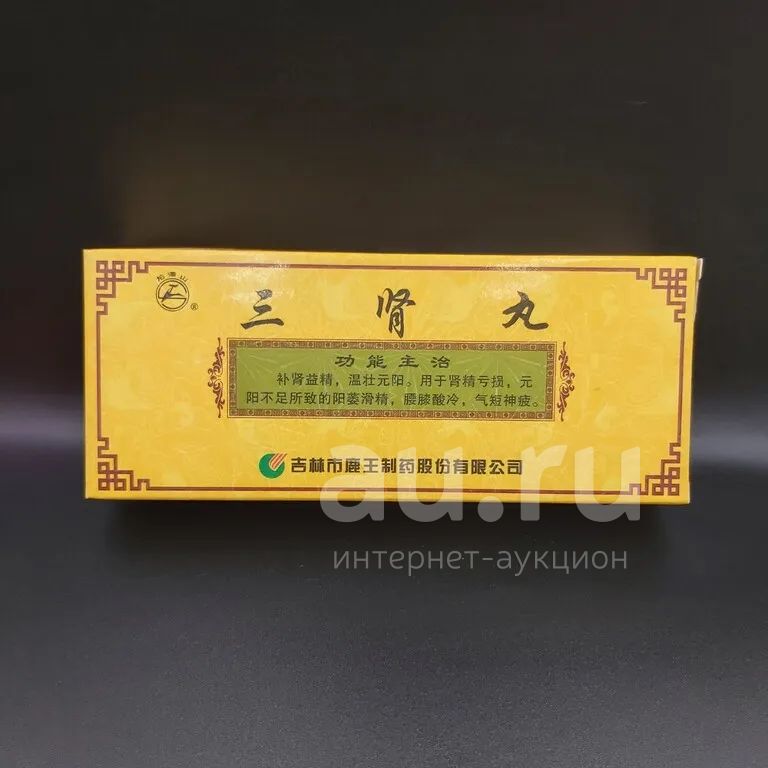 龙潭山
®
三肾丸
功能主治
补肾益精，温壮元阳。用于肾精亏损，元
阳不足所致的阳萎滑精，腰膝酸冷，气短神疲。
吉林市鹿王制药股份有限公司
au.ru
интернет-аукцион